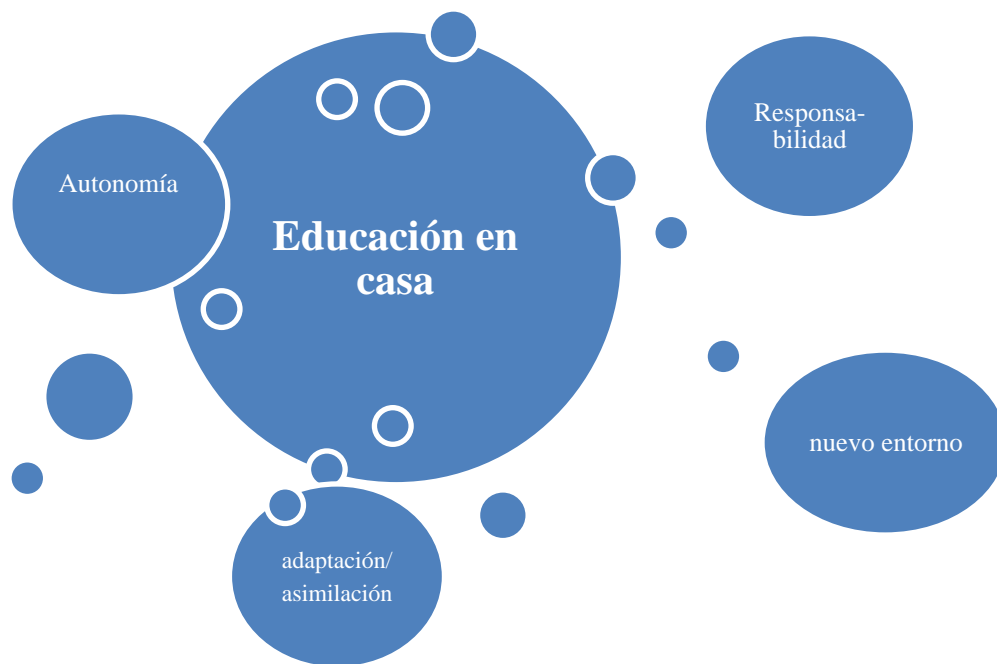 Responsa-
bilidad
Autonomía
Educación en
casa
nuevo entorno
adaptación/
asimilación